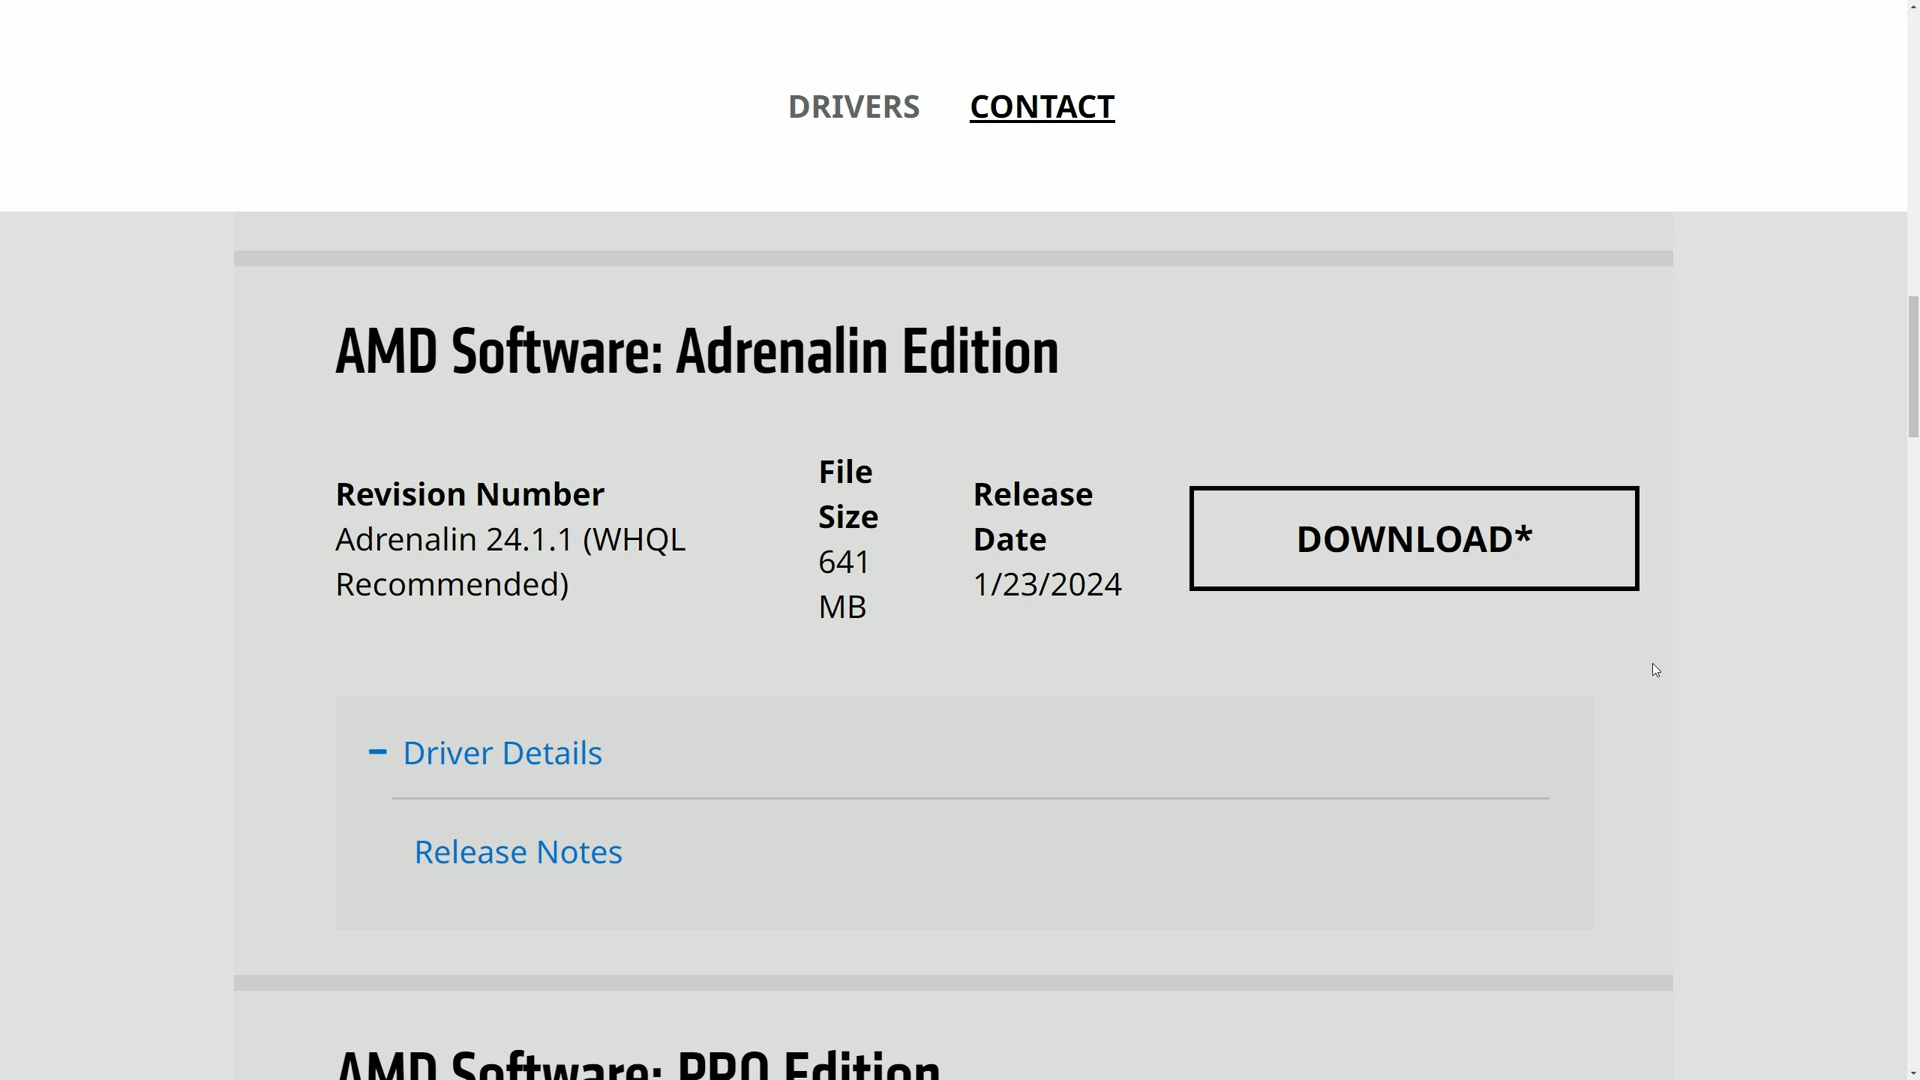 DRIVERS CONTACT
AMD Software: Adrenalin Edition
Revision Number
Adrenalin 24.1.1 (WHQL
Recommended)
File
Size
641
MB
Release
Date
1/23/2024
DOWNLOAD*
− Driver Details
Release Notes
AMD Software: PRO Edition